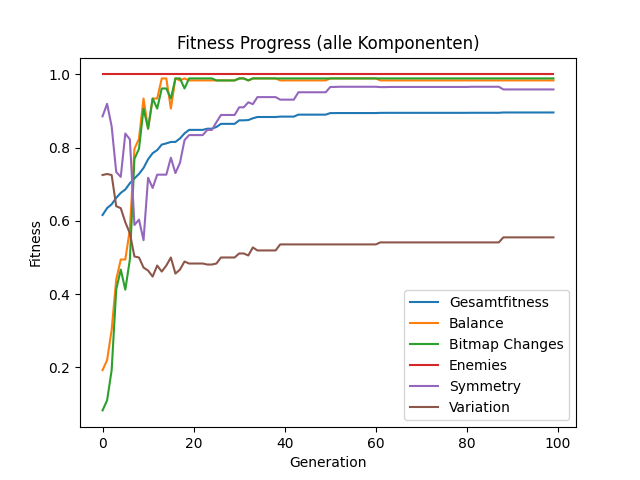 Fitness Progress (alle Komponenten)
1.0
0.8
0.6
0.4
0.2
Fitness
Gesamtfitness
Balance
Bitmap Changes
Enemies
Symmetry
Variation
0 20 40 60 80 100
Generation